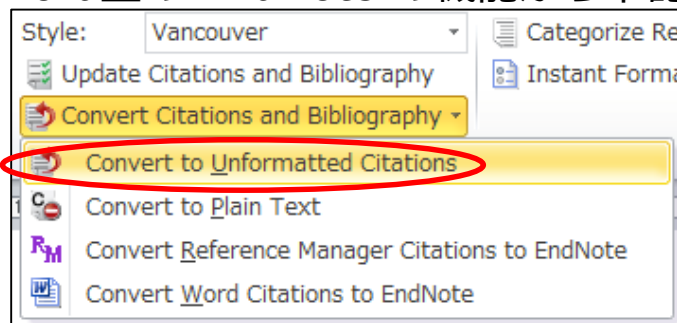 Style: Vancouver Categorize Re
Update Citations and Bibliography Instant Forma
Convert Citations and Bibliography
Convert to Unformatted Citations
Convert to Plain Text
Convert Reference Manager Citations to EndNote
Convert Word Citations to EndNote